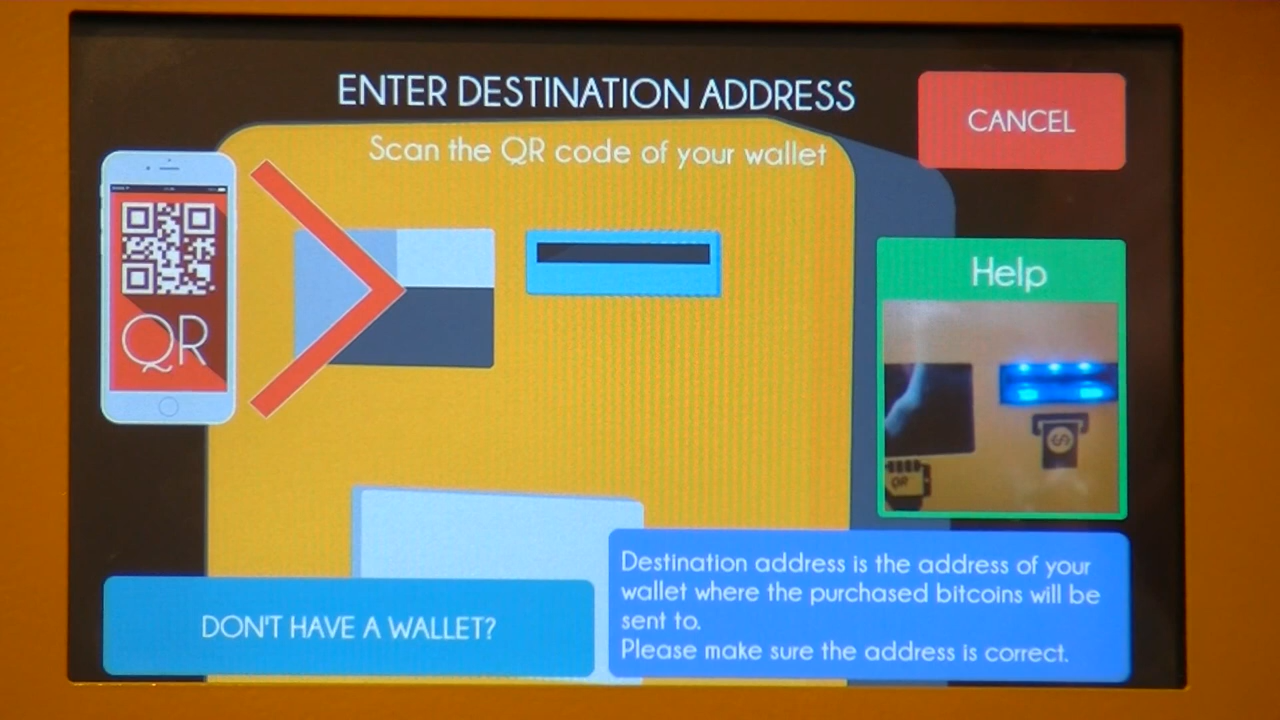 ENTER DESTINATION ADDRESS
CANCEL
Scan the QR code of your wallet
QR
Help
QR
Destination address is the address of your
wallet where the purchased bitcoins will be
sent to.
Please make sure the address is correct.
DON'T HAVE A WALLET?